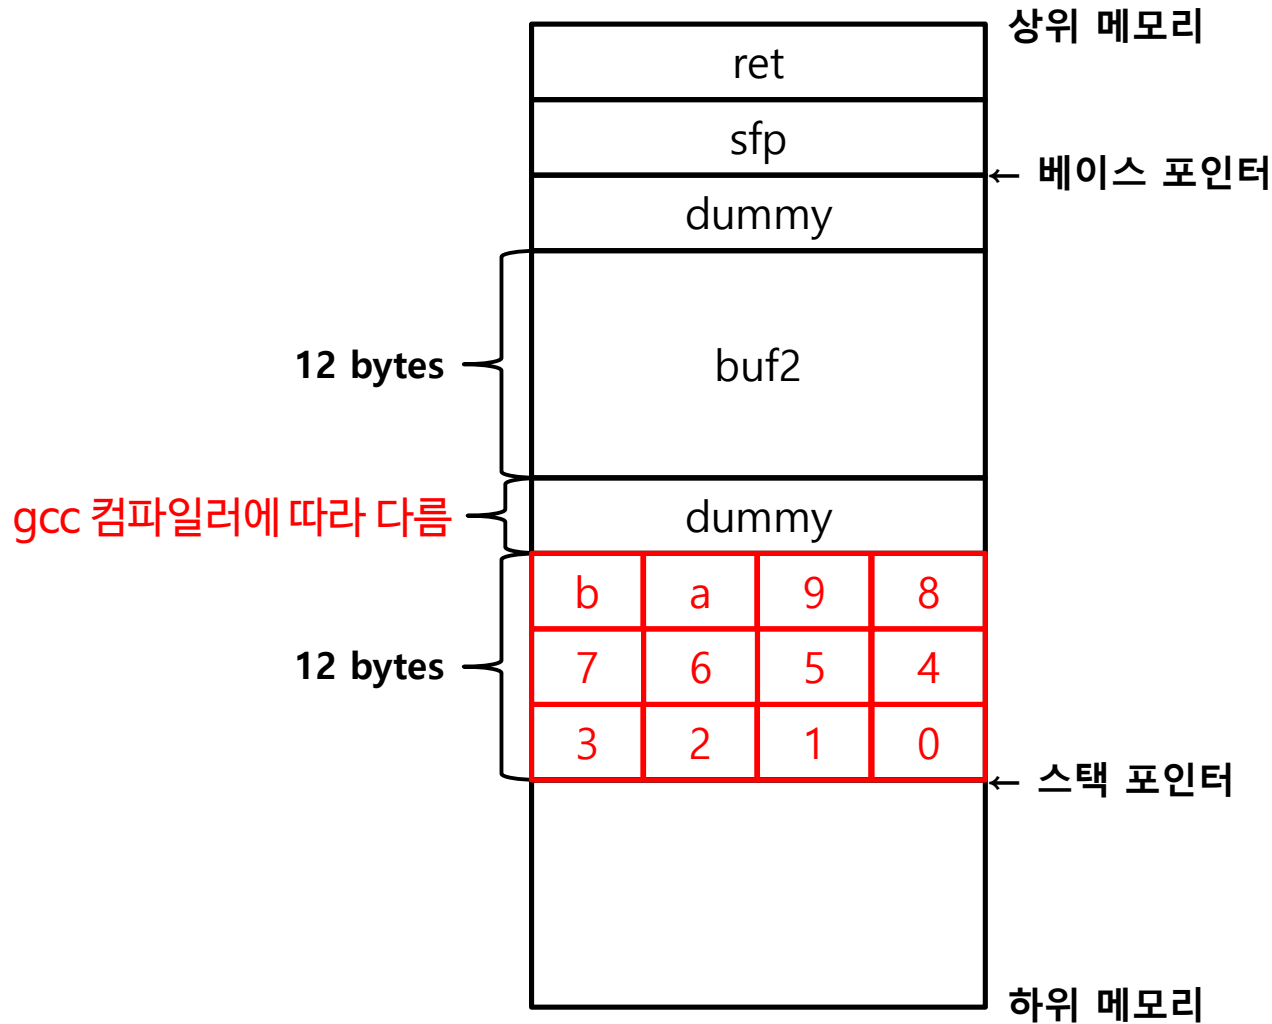 상위 메모리
ret
sfp
← 베이스 포인터
dummy
12 bytes
buf2
gcc 컴파일러에 따라 다름
dummy
b a 9 8
12 bytes
7 6 5 4
3 2 1 0
← 스택 포인터
하위 메모리